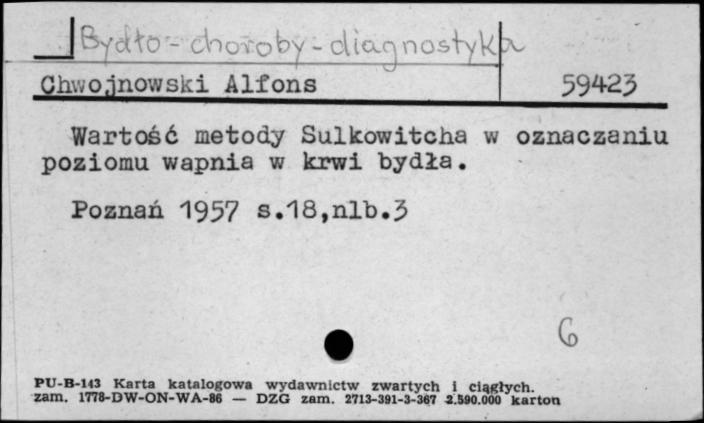 Bydło - choroby - diagnostyka
Chwojnowski Alfons 59423
Wartość metody Sulkowitcha w oznaczaniu
poziomu wapnia w krwi bydła.
Poznań 1957 s.18,nlb.3
6
PU-B-143 Karta katalogowa wydawnictw zwartych i ciągłych.
zam. 1778-DW-ON-WA-86 — DZG zam. 2713-391-3-367 2.590.000 karton